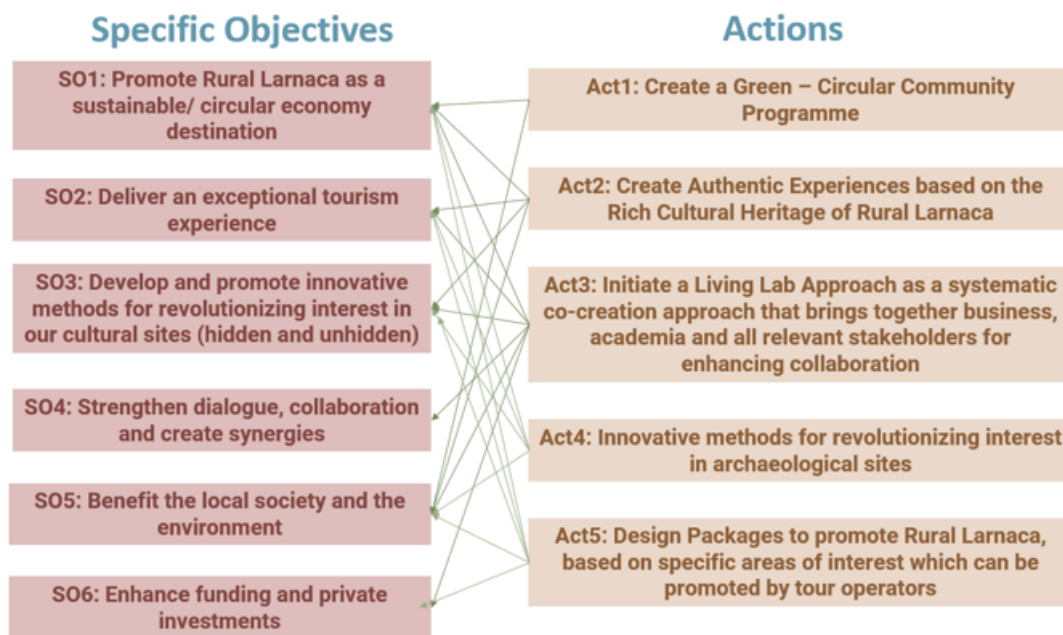 Specific Objectives
SO1: Promote Rural Larnaca as a
sustainable/ circular economy
destination
SO2: Deliver an exceptional tourism
experience
SO3: Develop and promote innovative
methods for revolutionizing interest in
our cultural sites (hidden and unhidden)
SO4: Strengthen dialogue, collaboration
and create synergies
SO5: Benefit the local society and the
environment
SO6: Enhance funding and private
investments
Actions
Act1: Create a Green – Circular Community
Programme
Act2: Create Authentic Experiences based on the
Rich Cultural Heritage of Rural Larnaca
Act3: Initiate a Living Lab Approach as a systematic
co-creation approach that brings together business,
academia and all relevant stakeholders for
enhancing collaboration
Act4: Innovative methods for revolutionizing interest
in archaeological sites
Act5: Design Packages to promote Rural Larnaca,
based on specific areas of interest which can be
promoted by tour operators